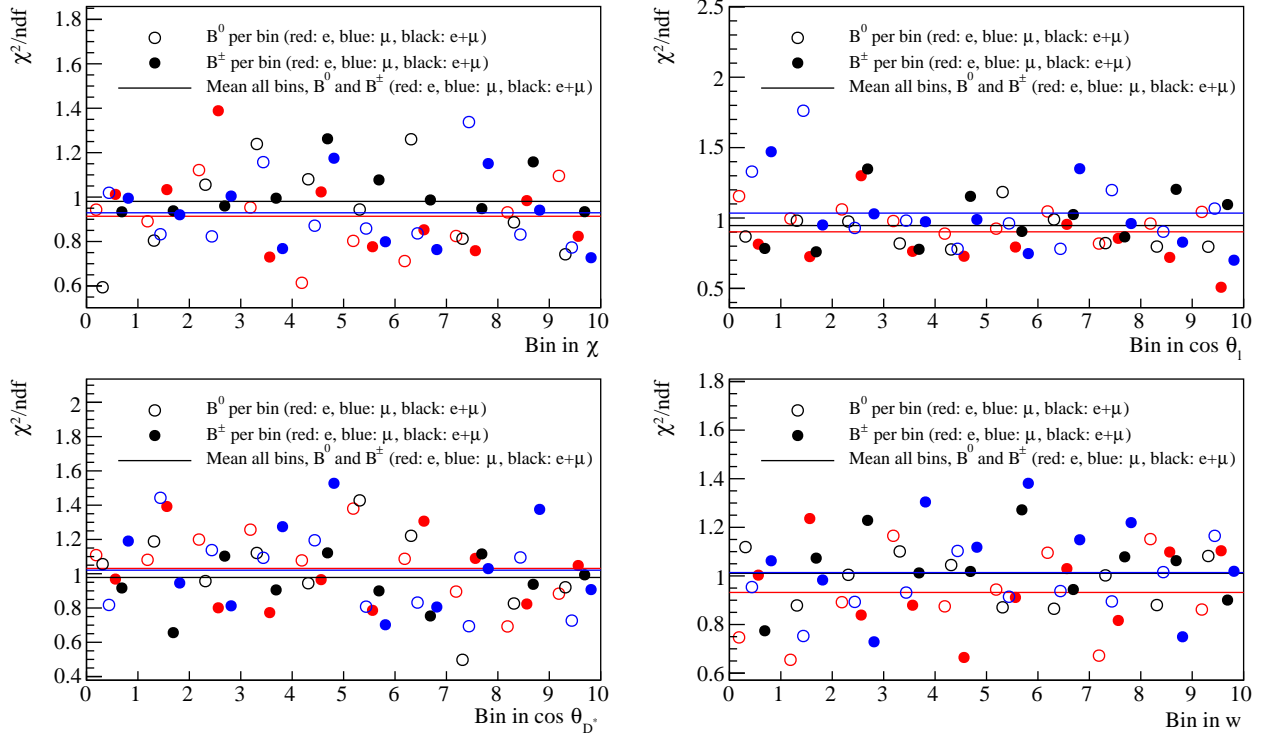 χ²/ndf
1.8
1.6
1.4
1.2
1
0.8
0.6
B⁰ per bin (red: e, blue: μ, black: e+μ)
B± per bin (red: e, blue: μ, black: e+μ)
Mean all bins, B⁰ and B± (red: e, blue: μ, black: e+μ)
0 1 2 3 4 5 6 7 8 9 10
Bin in χ
χ²/ndf
2.5
2
1.5
1
0.5
B⁰ per bin (red: e, blue: μ, black: e+μ)
B± per bin (red: e, blue: μ, black: e+μ)
Mean all bins, B⁰ and B± (red: e, blue: μ, black: e+μ)
0 1 2 3 4 5 6 7 8 9 10
Bin in cos θ_l
χ²/ndf
2
1.8
1.6
1.4
1.2
1
0.8
0.6
0.4
B⁰ per bin (red: e, blue: μ, black: e+μ)
B± per bin (red: e, blue: μ, black: e+μ)
Mean all bins, B⁰ and B± (red: e, blue: μ, black: e+μ)
0 1 2 3 4 5 6 7 8 9 10
Bin in cos θ_D*
χ²/ndf
1.8
1.6
1.4
1.2
1
0.8
0.6
B⁰ per bin (red: e, blue: μ, black: e+μ)
B± per bin (red: e, blue: μ, black: e+μ)
Mean all bins, B⁰ and B± (red: e, blue: μ, black: e+μ)
0 1 2 3 4 5 6 7 8 9 10
Bin in w